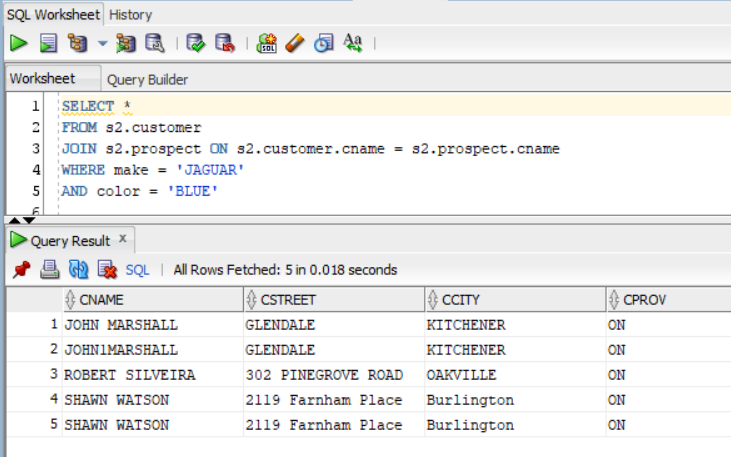 SQL Worksheet History
SQL Aa
Worksheet Query Builder
1 SELECT *
2 FROM s2.customer
3 JOIN s2.prospect ON s2.customer.cname = s2.prospect.cname
4 WHERE make = 'JAGUAR'
5 AND color = 'BLUE'
6
Query Result x
SQL | All Rows Fetched: 5 in 0.018 seconds
CNAME CSTREET CCITY CPROV
1 JOHN MARSHALL GLENDALE KITCHENER ON
2 JOHN1MARSHALL GLENDALE KITCHENER ON
3 ROBERT SILVEIRA 302 PINEGROVE ROAD OAKVILLE ON
4 SHAWN WATSON 2119 Farnham Place Burlington ON
5 SHAWN WATSON 2119 Farnham Place Burlington ON